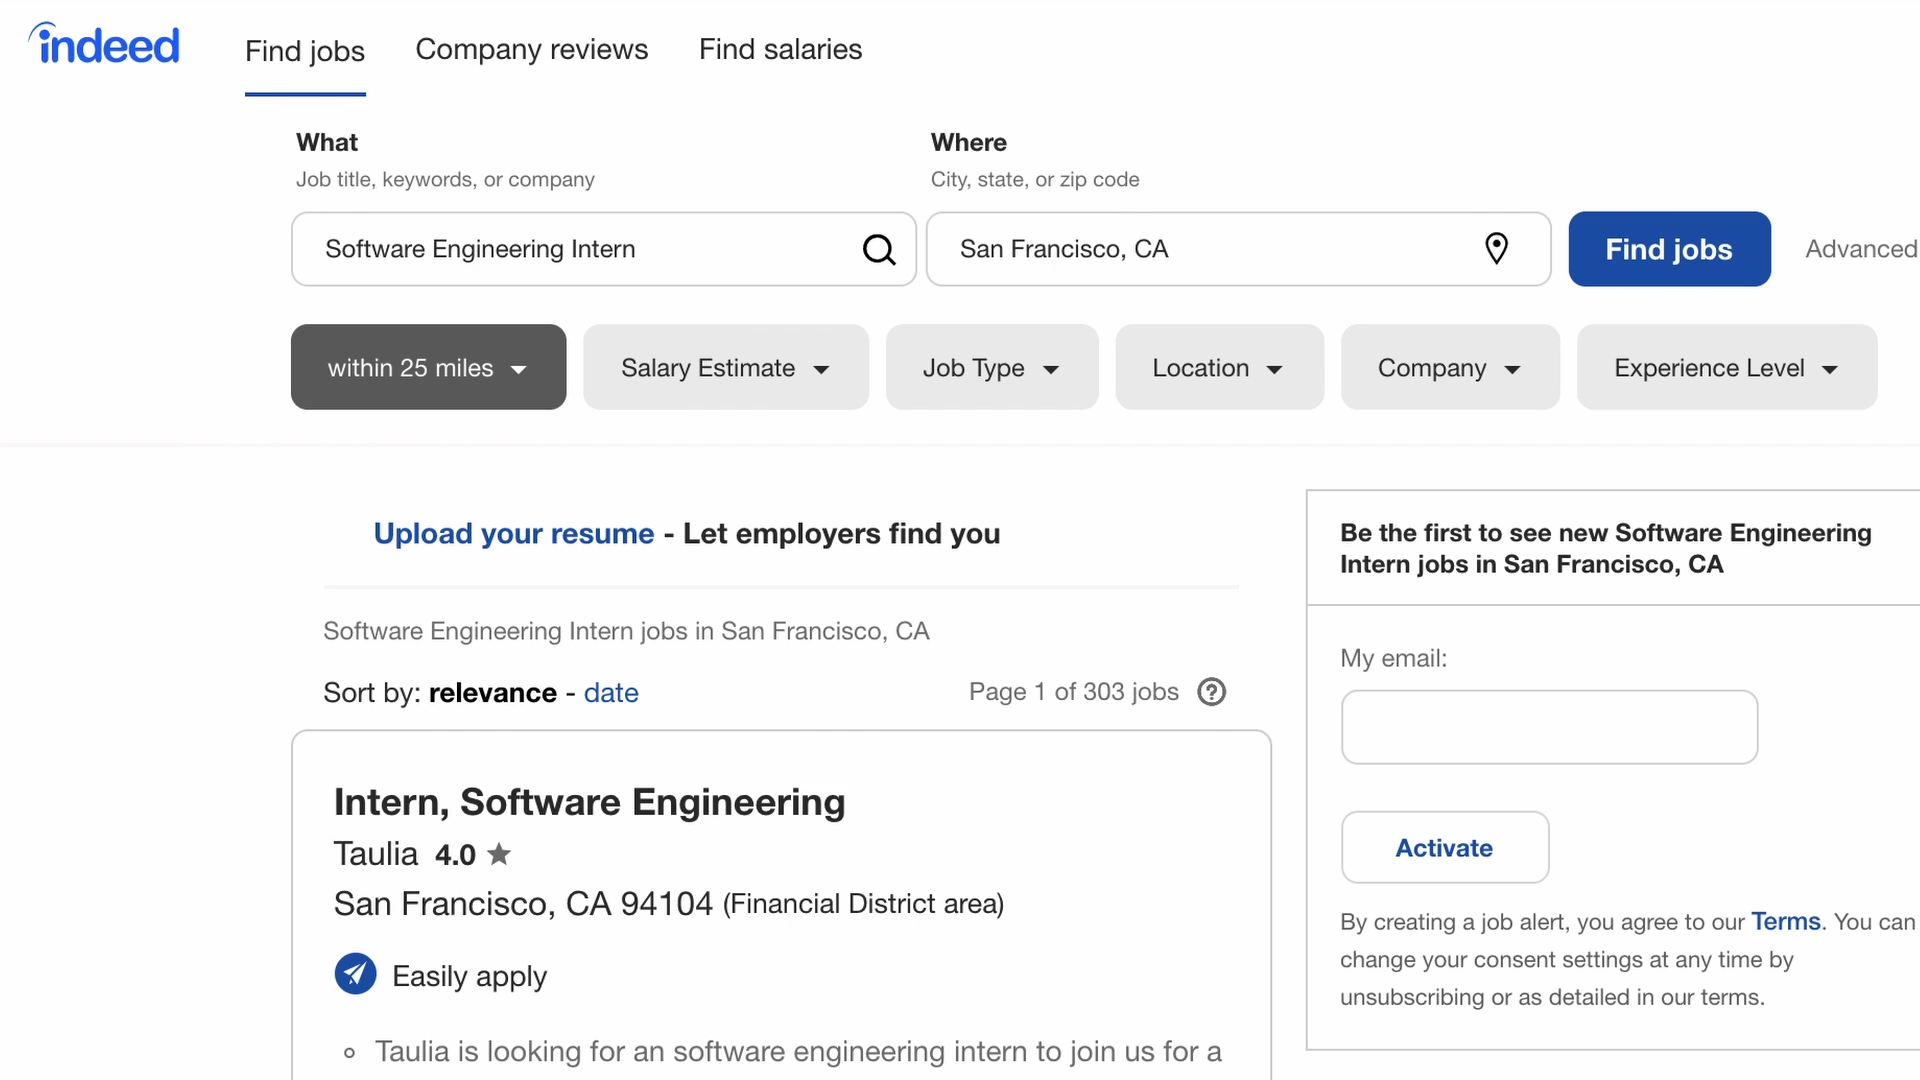 indeed
Find jobs
Company reviews
Find salaries
What
Job title, keywords, or company
Where
City, state, or zip code
Software Engineering Intern
San Francisco, CA
Find jobs
Advanced
within 25 miles
Salary Estimate
Job Type
Location
Company
Experience Level
Upload your resume - Let employers find you
Software Engineering Intern jobs in San Francisco, CA
Sort by: relevance - date
Page 1 of 303 jobs
Intern, Software Engineering
Taulia 4.0
San Francisco, CA 94104 (Financial District area)
Easily apply
Taulia is looking for an software engineering intern to join us for a
Be the first to see new Software Engineering
Intern jobs in San Francisco, CA
My email:
Activate
By creating a job alert, you agree to our Terms. You can
change your consent settings at any time by
unsubscribing or as detailed in our terms.